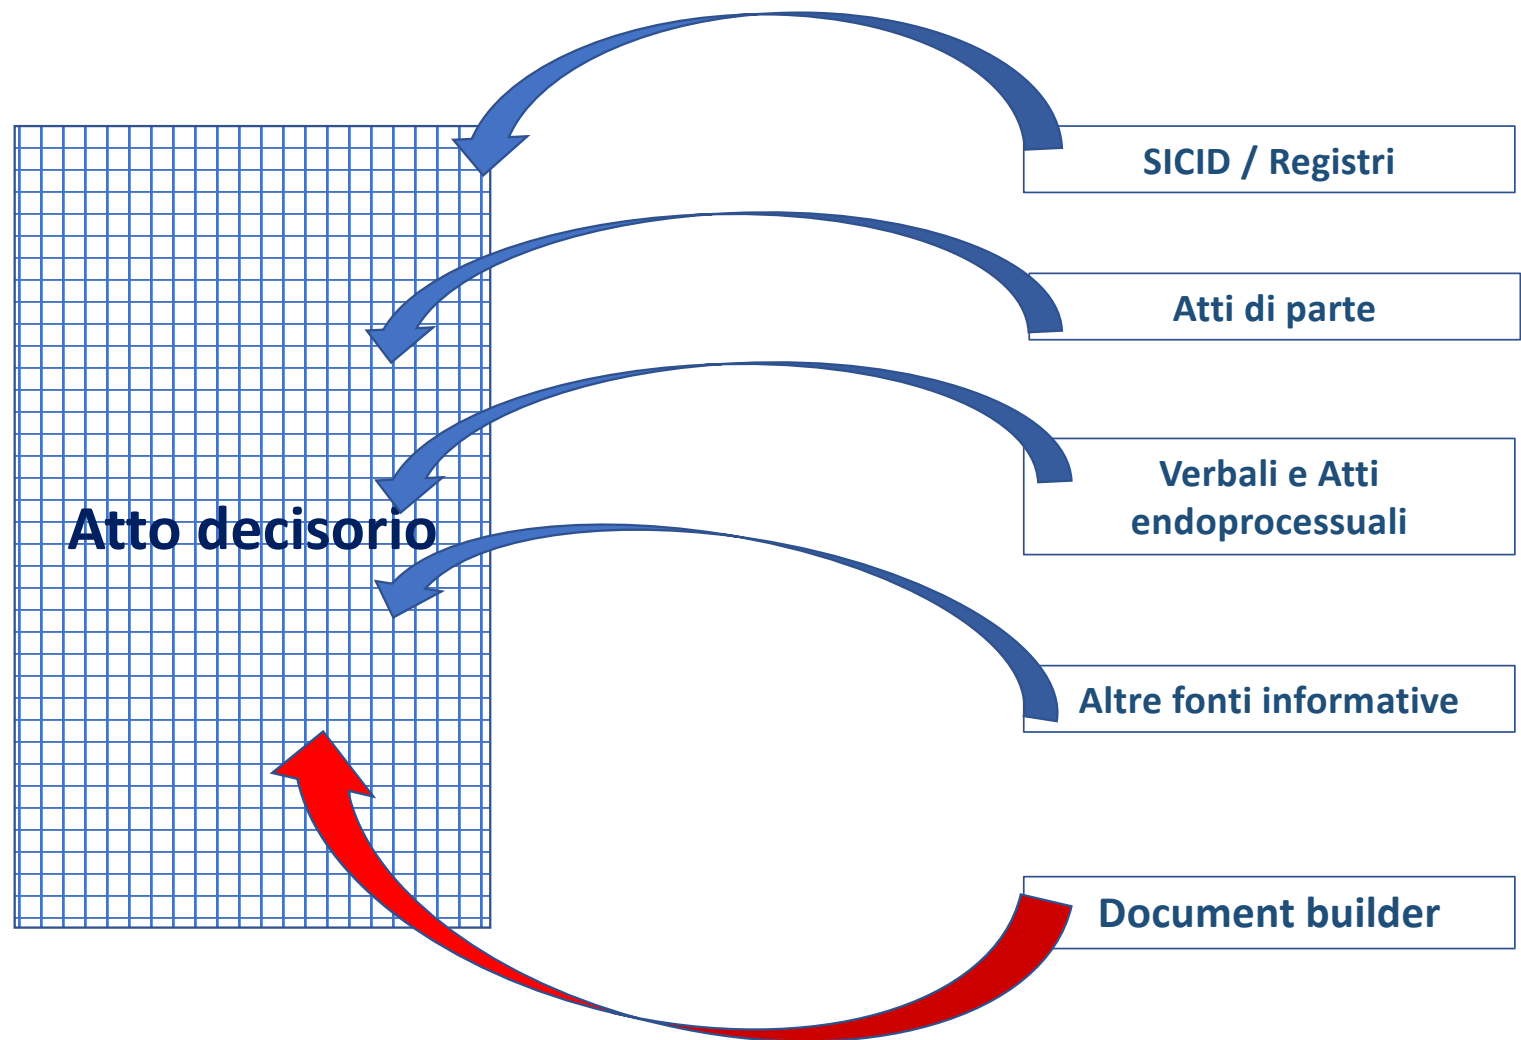 SICID / Registri
Atti di parte
Verbali e Atti
endoprocessuali
Atto decisorio
Altre fonti informative
Document builder